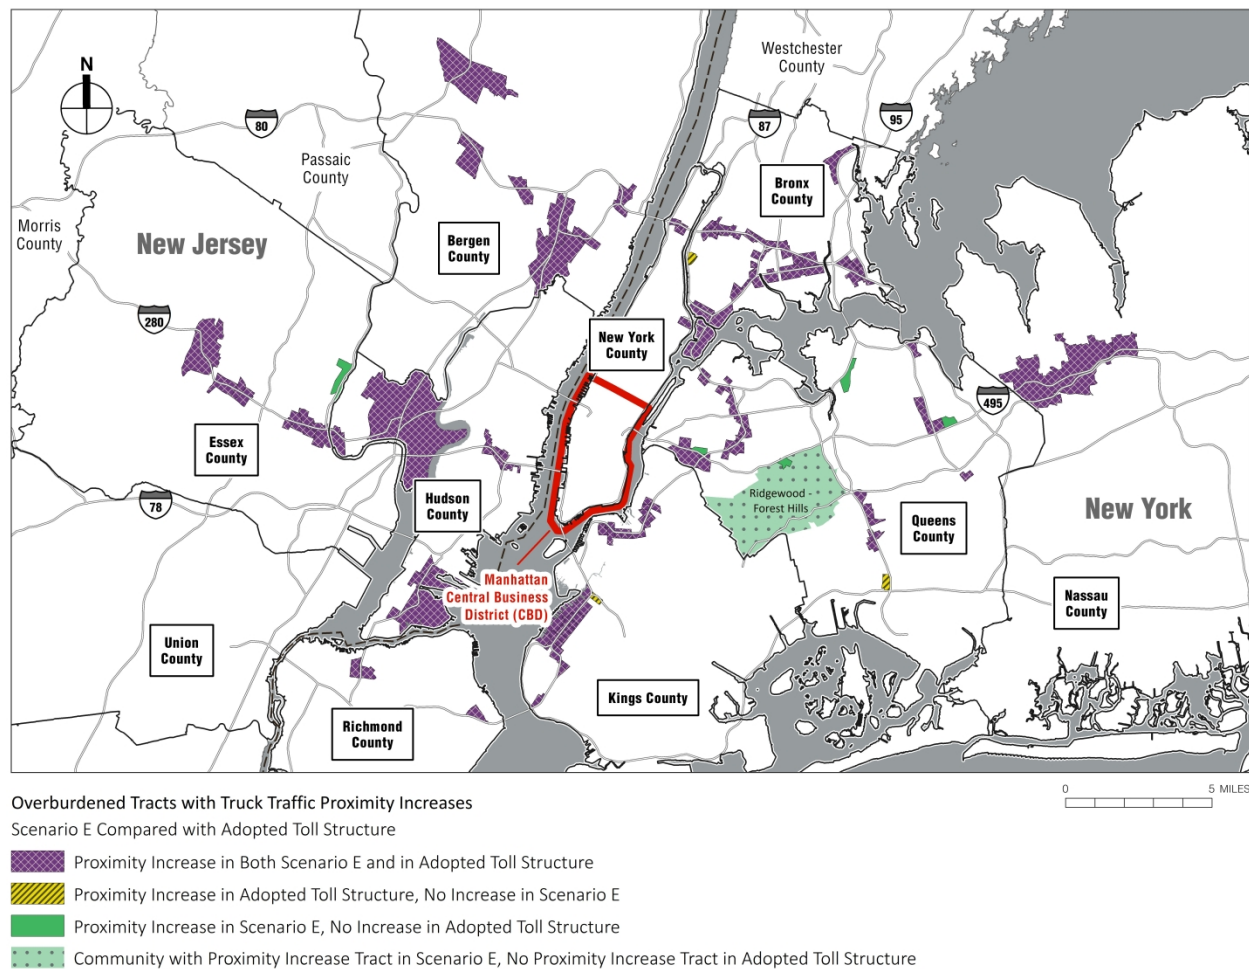 N
Westchester
County
80
87
95
Passaic
County
Bronx
County
Morris
County
New Jersey
Bergen
County
280
New York
County
495
Essex
County
Ridgewood -
Forest Hills
78
Hudson
County
Queens
County
New York
Manhattan
Central Business
District (CBD)
Nassau
County
Union
County
Kings County
Richmond
County
0 5 MILES
Overburdened Tracts with Truck Traffic Proximity Increases
Scenario E Compared with Adopted Toll Structure
Proximity Increase in Both Scenario E and in Adopted Toll Structure
Proximity Increase in Adopted Toll Structure, No Increase in Scenario E
Proximity Increase in Scenario E, No Increase in Adopted Toll Structure
Community with Proximity Increase Tract in Scenario E, No Proximity Increase Tract in Adopted Toll Structure